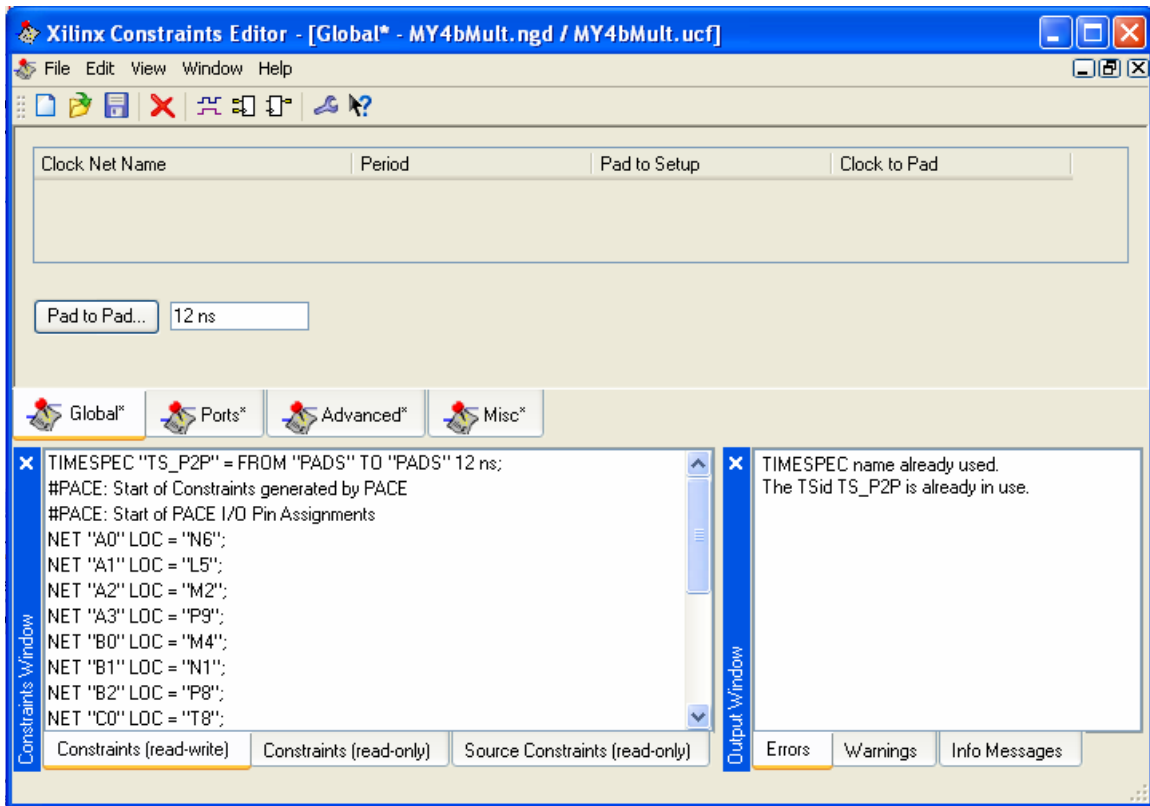 Xilinx Constraints Editor - [Global* - MY4bMult.ngd / MY4bMult.ucf]
File Edit View Window Help
Clock Net Name Period Pad to Setup Clock to Pad
Pad to Pad... 12 ns
Global* Ports* Advanced* Misc*
Constraints Window
TIMESPEC "TS_P2P" = FROM "PADS" TO "PADS" 12 ns;
#PACE: Start of Constraints generated by PACE
#PACE: Start of PACE I/O Pin Assignments
NET "A0" LOC = "N6";
NET "A1" LOC = "L5";
NET "A2" LOC = "M2";
NET "A3" LOC = "P9";
NET "B0" LOC = "M4";
NET "B1" LOC = "N1";
NET "B2" LOC = "P8";
NET "C0" LOC = "T8";
Constraints (read-write) Constraints (read-only) Source Constraints (read-only)
Output Window
TIMESPEC name already used.
The TSid TS_P2P is already in use.
Errors Warnings Info Messages